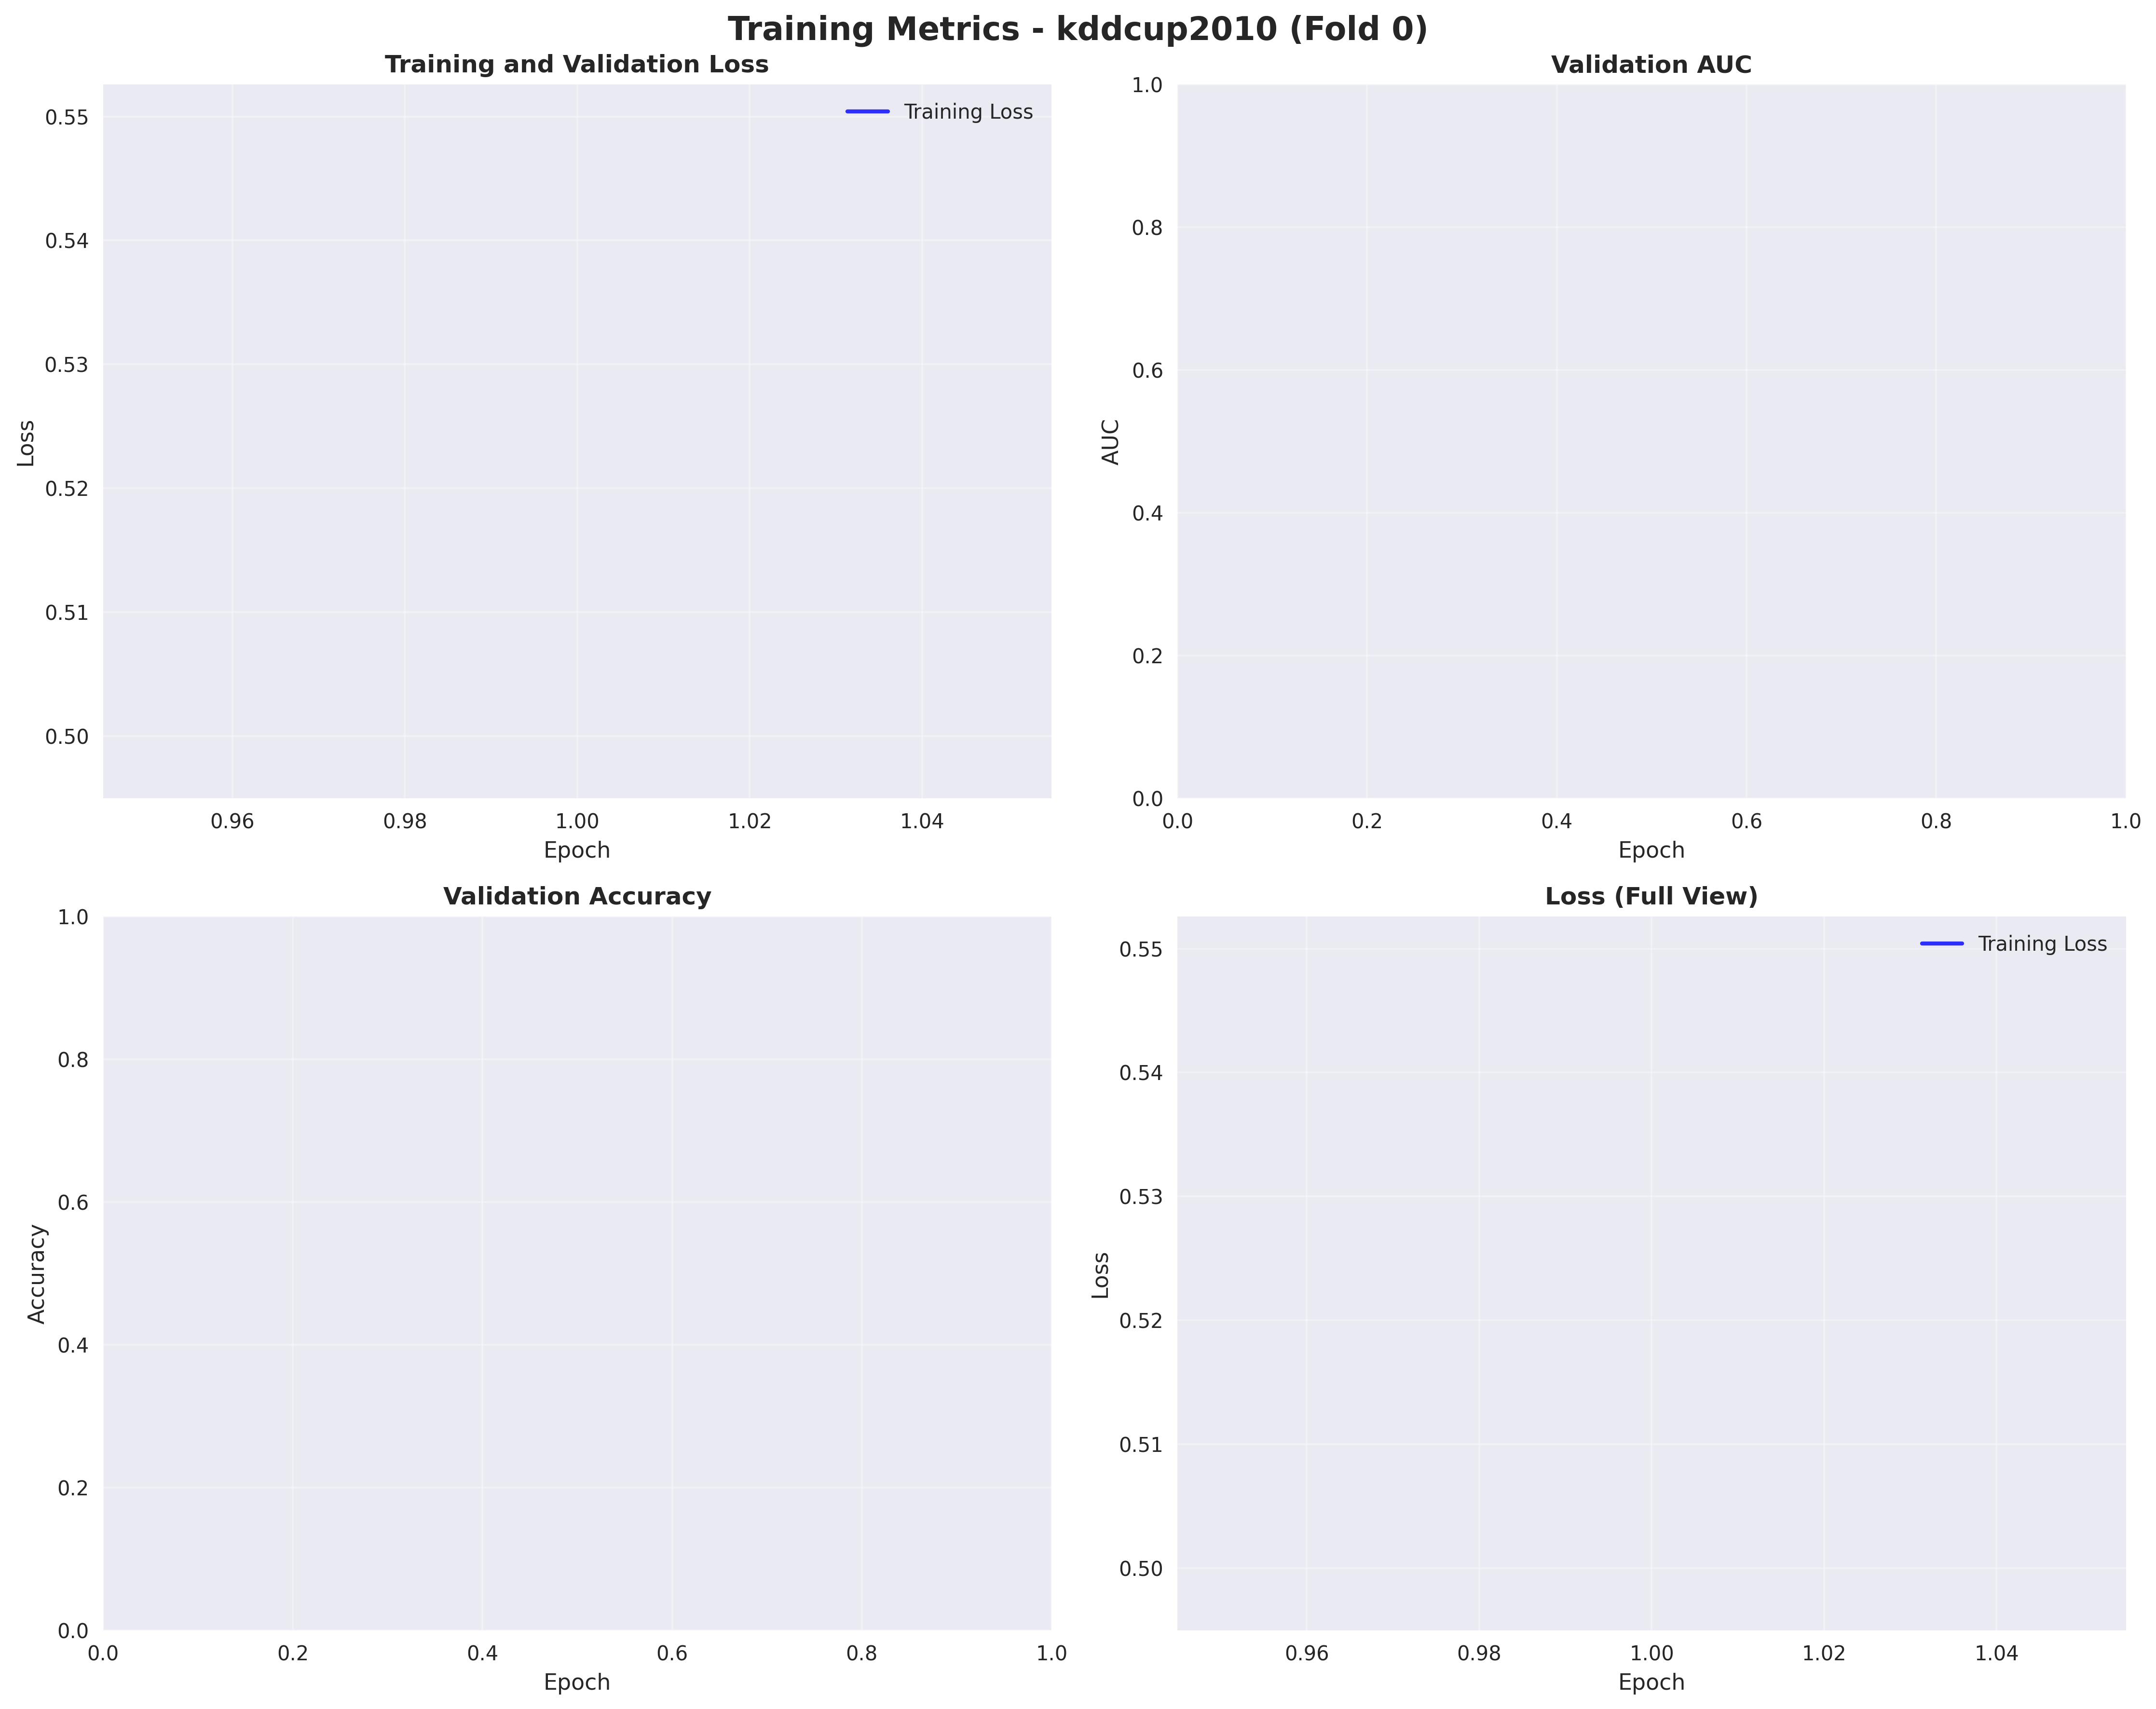 Training Metrics - kddcup2010 (Fold 0)
Training and Validation Loss
Training Loss
0.55
0.54
0.53
0.52
0.51
0.50
Loss
0.96 0.98 1.00 1.02 1.04
Epoch
Validation AUC
1.0
0.8
0.6
0.4
0.2
0.0
AUC
0.0 0.2 0.4 0.6 0.8 1.0
Epoch
Validation Accuracy
1.0
0.8
0.6
0.4
0.2
0.0
Accuracy
0.0 0.2 0.4 0.6 0.8 1.0
Epoch
Loss (Full View)
Training Loss
0.55
0.54
0.53
0.52
0.51
0.50
Loss
0.96 0.98 1.00 1.02 1.04
Epoch